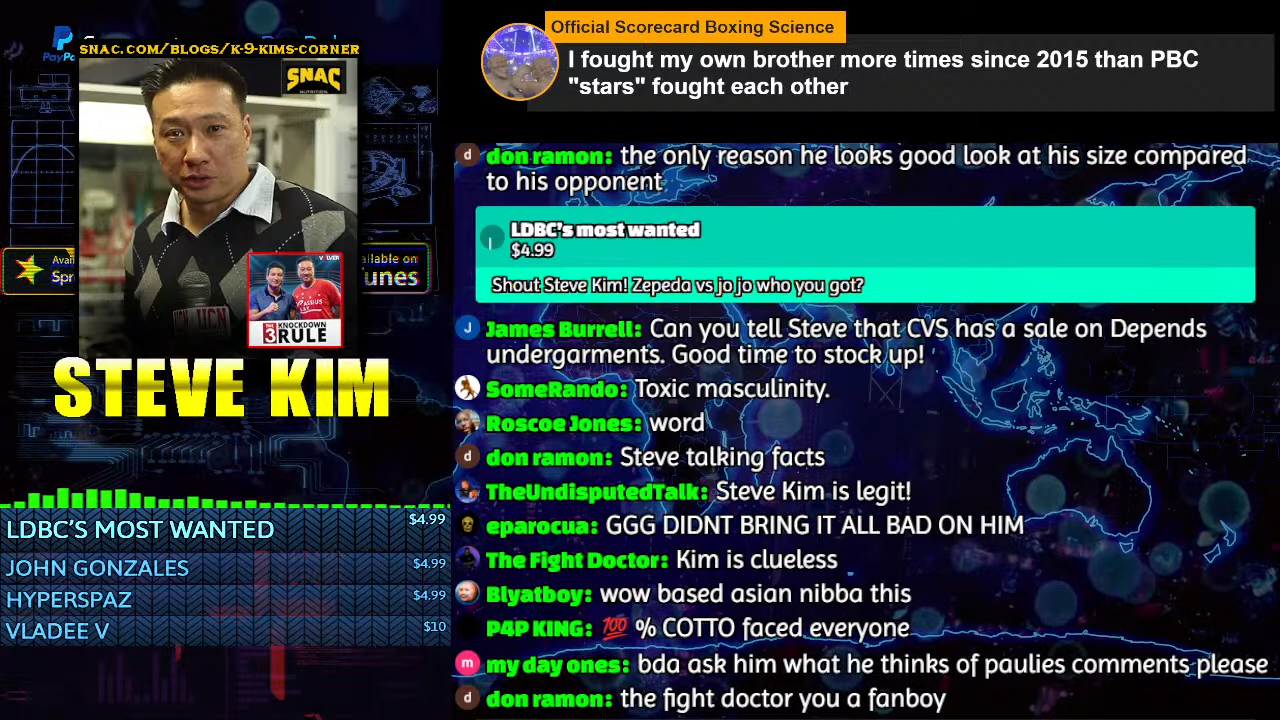 SNAC.COM/BLOGS/K-9-KIMS-CORNER
PayPal
SNAC
NUTRITION
Official Scorecard Boxing Science
I fought my own brother more times since 2015 than PBC
"stars" fought each other
don ramon: the only reason he looks good look at his size compared
to his opponent
LDBC's most wanted
$4.99
Shout Steve Kim! Zepeda vs jo jo who you got?
UCN
THE 3 KNOCKDOWN
RULE
STEVE KIM
James Burrell: Can you tell Steve that CVS has a sale on Depends
undergarments. Good time to stock up!
SomeRando: Toxic masculinity.
Roscoe Jones: word
don ramon: Steve talking facts
TheUndisputedTalk: Steve Kim is legit!
eparocua: GGG DIDNT BRING IT ALL BAD ON HIM
The Fight Doctor: Kim is clueless
Blyatboy: wow based asian nibba this
P4P KING: 💯 % COTTO faced everyone
my day ones: bda ask him what he thinks of paulies comments please
don ramon: the fight doctor you a fanboy
LDBC'S MOST WANTED $4.99
JOHN GONZALES $4.99
HYPERSPAZ $4.99
VLADEE V $10